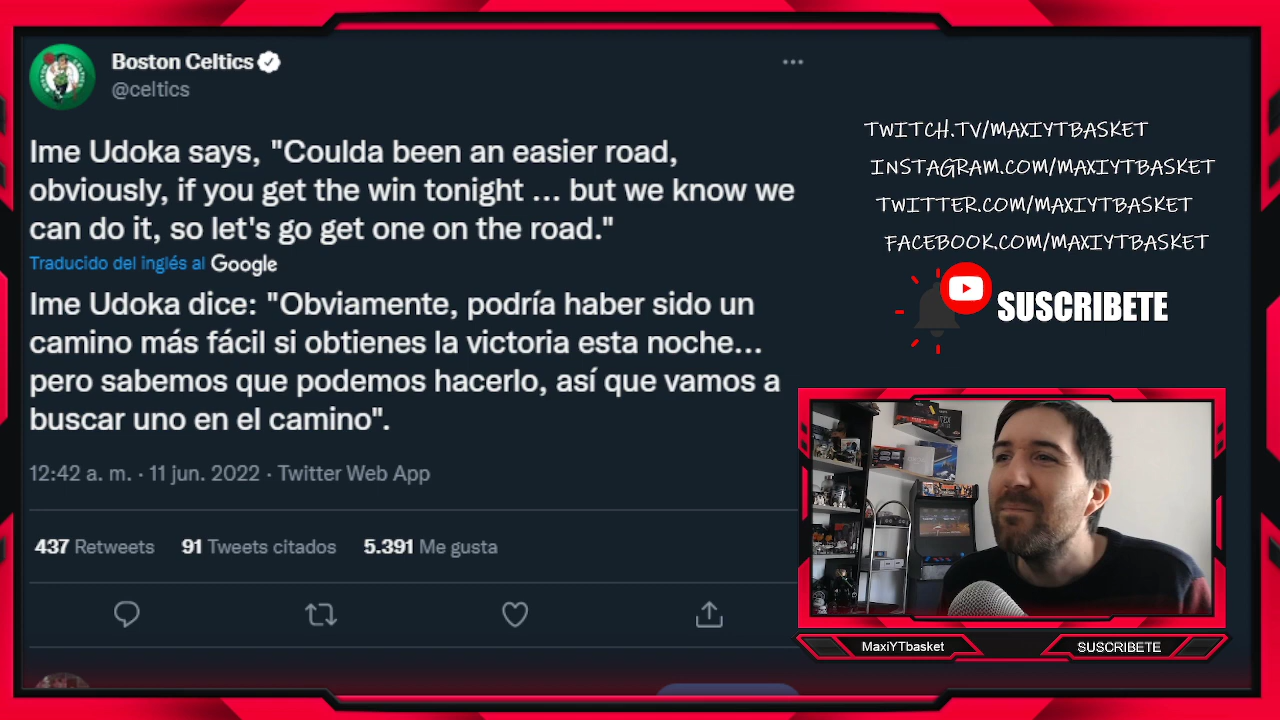 Boston Celtics
@celtics
Ime Udoka says, "Coulda been an easier road,
obviously, if you get the win tonight ... but we know we
can do it, so let's go get one on the road."
Traducido del inglés al Google
Ime Udoka dice: "Obviamente, podría haber sido un
camino más fácil si obtienes la victoria esta noche...
pero sabemos que podemos hacerlo, así que vamos a
buscar uno en el camino".
12:42 a. m. · 11 jun. 2022 · Twitter Web App
437 Retweets 91 Tweets citados 5.391 Me gusta
TWITCH.TV/MAXIYTBASKET
INSTAGRAM.COM/MAXIYTBASKET
TWITTER.COM/MAXIYTBASKET
FACEBOOK.COM/MAXIYTBASKET
SUSCRIBETE
MaxiYTbasket
SUSCRIBETE